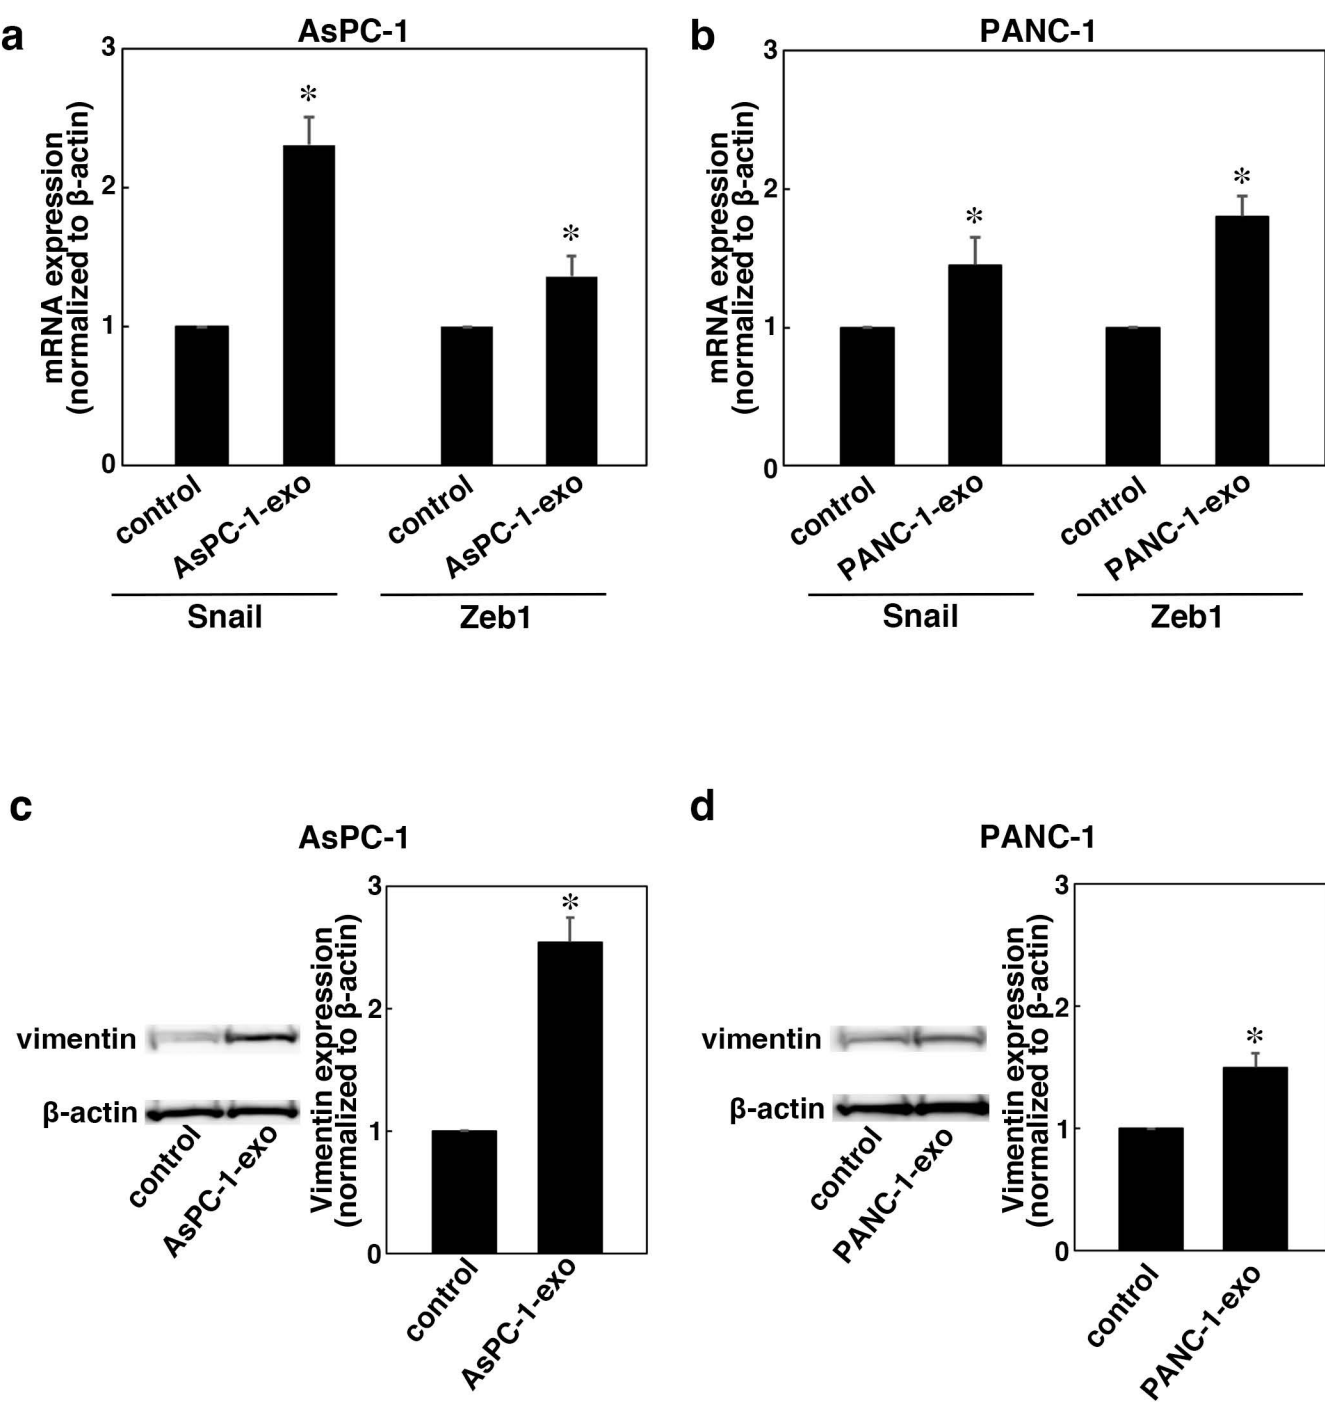 a
AsPC-1
mRNA expression
(normalized to β-actin)
3
2
1
0
*
*
control
AsPC-1-exo
control
AsPC-1-exo
Snail
Zeb1
b
PANC-1
mRNA expression
(normalized to β-actin)
3
2
1
0
*
*
control
PANC-1-exo
control
PANC-1-exo
Snail
Zeb1
c
AsPC-1
vimentin
β-actin
control
AsPC-1-exo
Vimentin expression
(normalized to β-actin)
3
2
1
0
*
control
AsPC-1-exo
d
PANC-1
vimentin
β-actin
control
PANC-1-exo
Vimentin expression
(normalized to β-actin)
3
2
1
0
*
control
PANC-1-exo